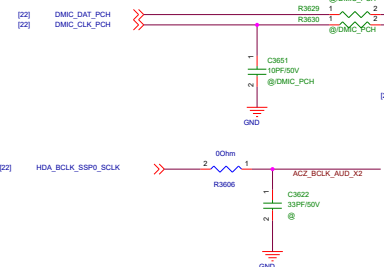 @/DMIC_PCH
[22] DMIC_DAT_PCH R3629 1 2
[22] DMIC_CLK_PCH R3630 1 2
@/DMIC_PCH
1
C3651
10PF/50V
2 @/DMIC_PCH
GND
0Ohm
[22] HDA_BCLK_SSP0_SCLK 2 1
ACZ_BCLK_AUD_X2
R3606
1
C3622
33PF/50V
2 @
GND